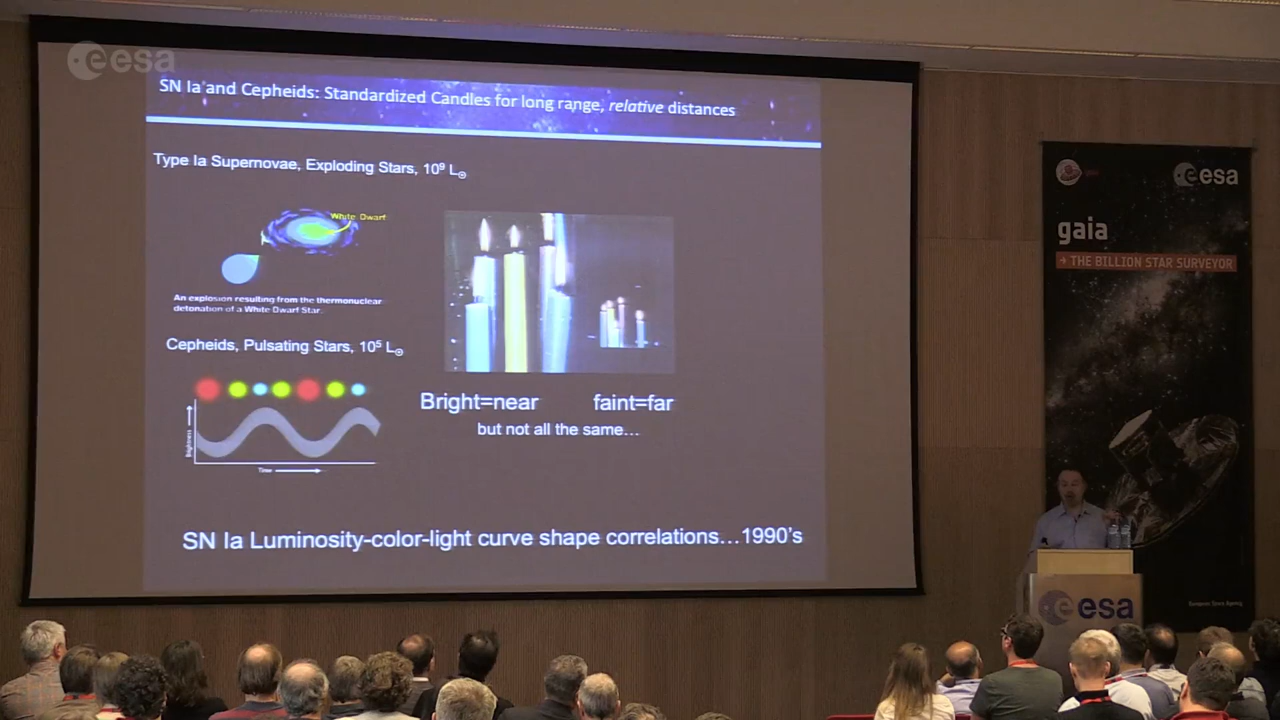 esa
SN Ia and Cepheids: Standardized Candles for long range, relative distances
Type Ia Supernovae, Exploding Stars, 10⁹ L☉
White Dwarf
An explosion resulting from the thermonuclear
detonation of a White Dwarf Star.
Cepheids, Pulsating Stars, 10⁵ L☉
Brightness
Time
Bright=near faint=far
but not all the same…
SN Ia Luminosity-color-light curve shape correlations…1990's
esa
gaia
→ THE BILLION STAR SURVEYOR
esa
European Space Agency